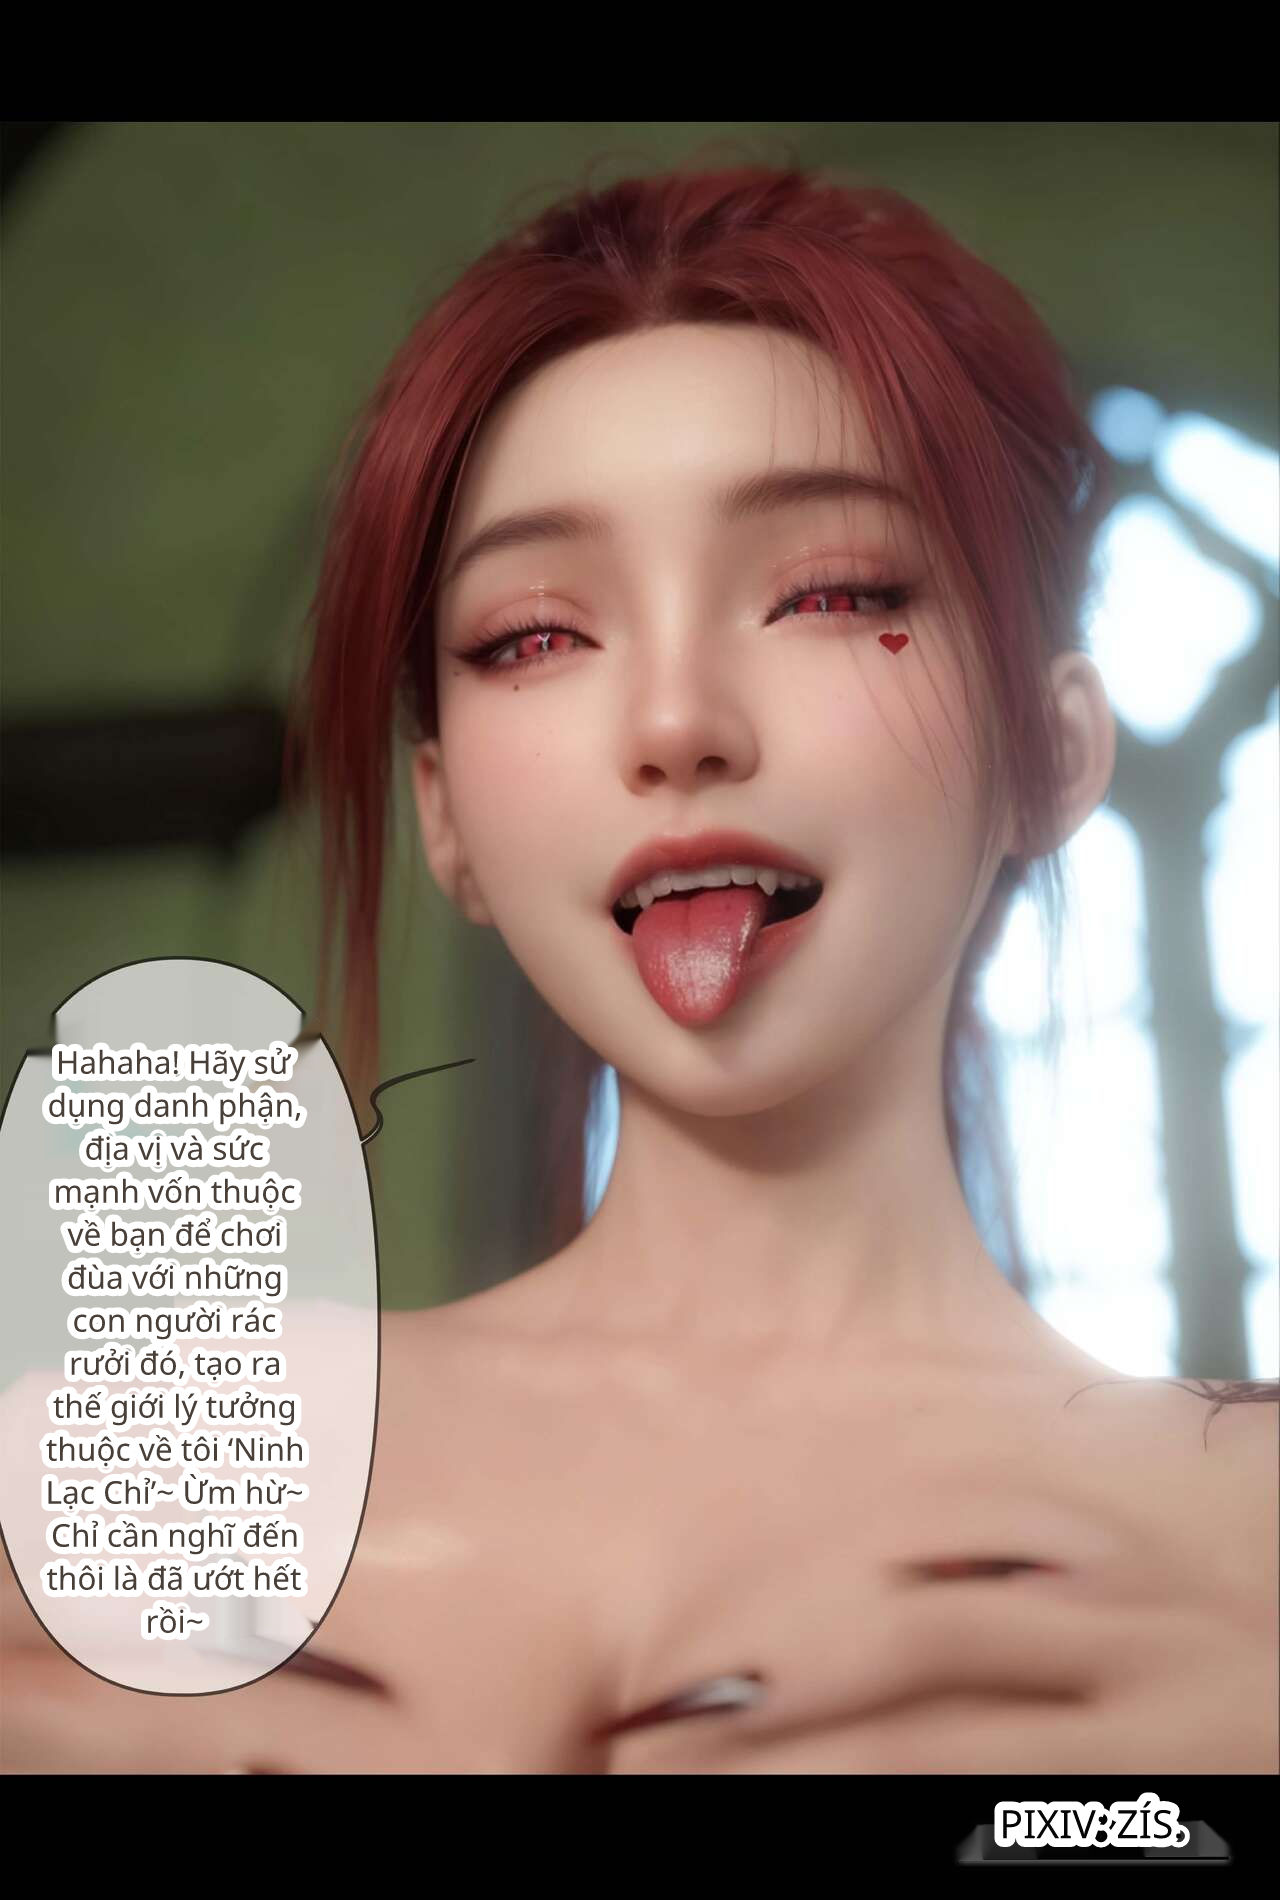 Hahaha! Hãy sử
dụng danh phận,
địa vị và sức
mạnh vốn thuộc
về bạn để chơi
đùa với những
con người rác
rưởi đó, tạo ra
thế giới lý tưởng
thuộc về tôi ‘Ninh
Lạc Chỉ’~ Ừm hừ~
Chỉ cần nghĩ đến
thôi là đã ướt hết
rồi~
PIXIV: ZÍS,